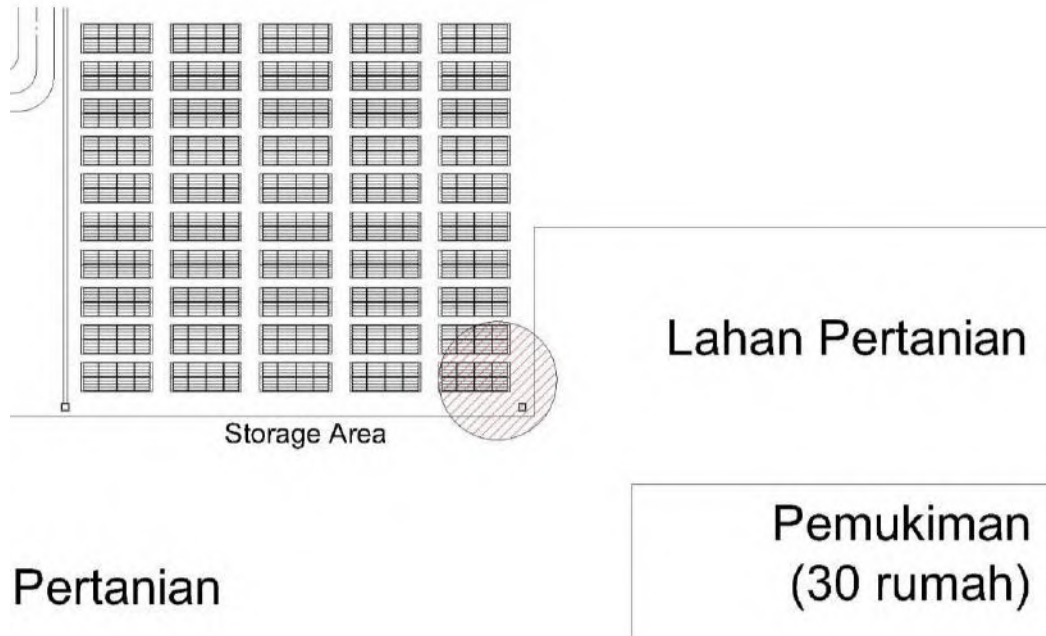 Lahan Pertanian
Storage Area
Pemukiman
(30 rumah)
Pertanian